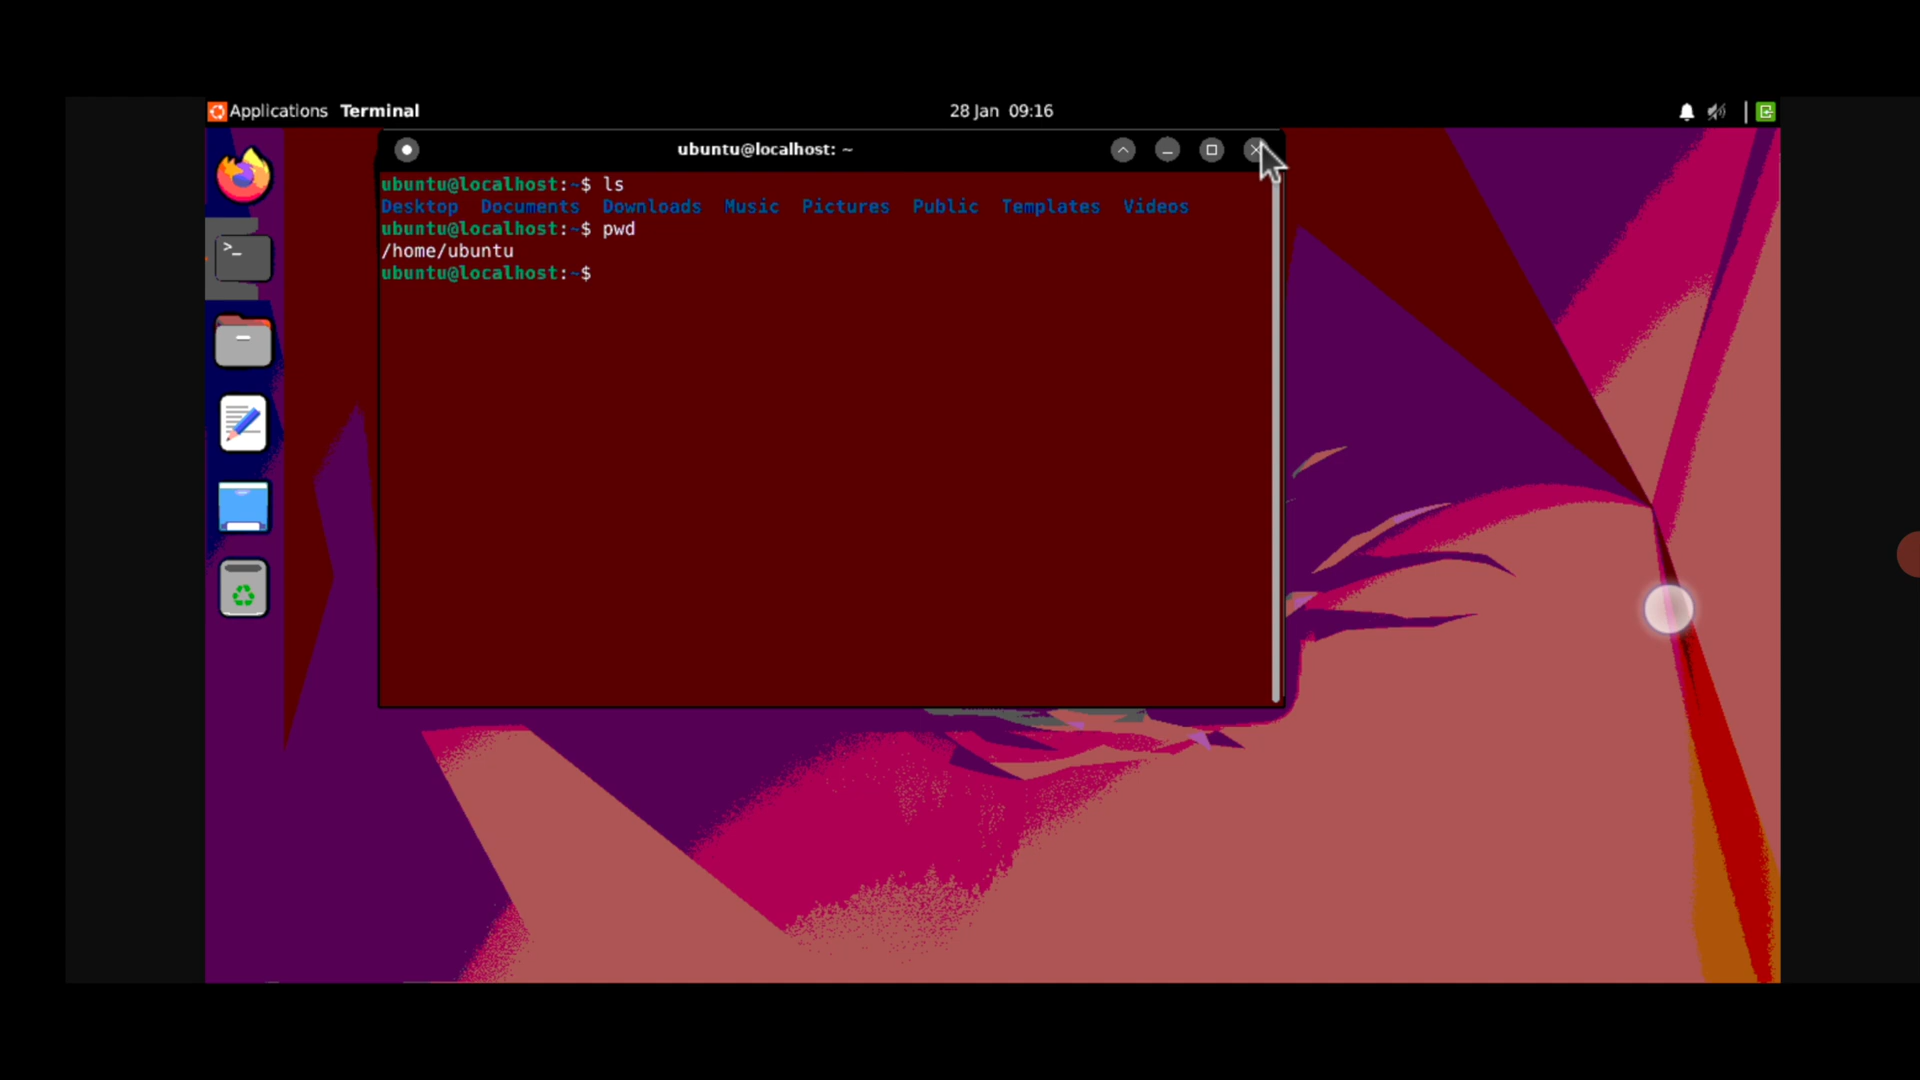 Applications Terminal 28 Jan 09:16
ubuntu@localhost: ~
ubuntu@localhost:~$ ls
Desktop Documents Downloads Music Pictures Public Templates Videos
ubuntu@localhost:~$ pwd
/home/ubuntu
ubuntu@localhost:~$
>_